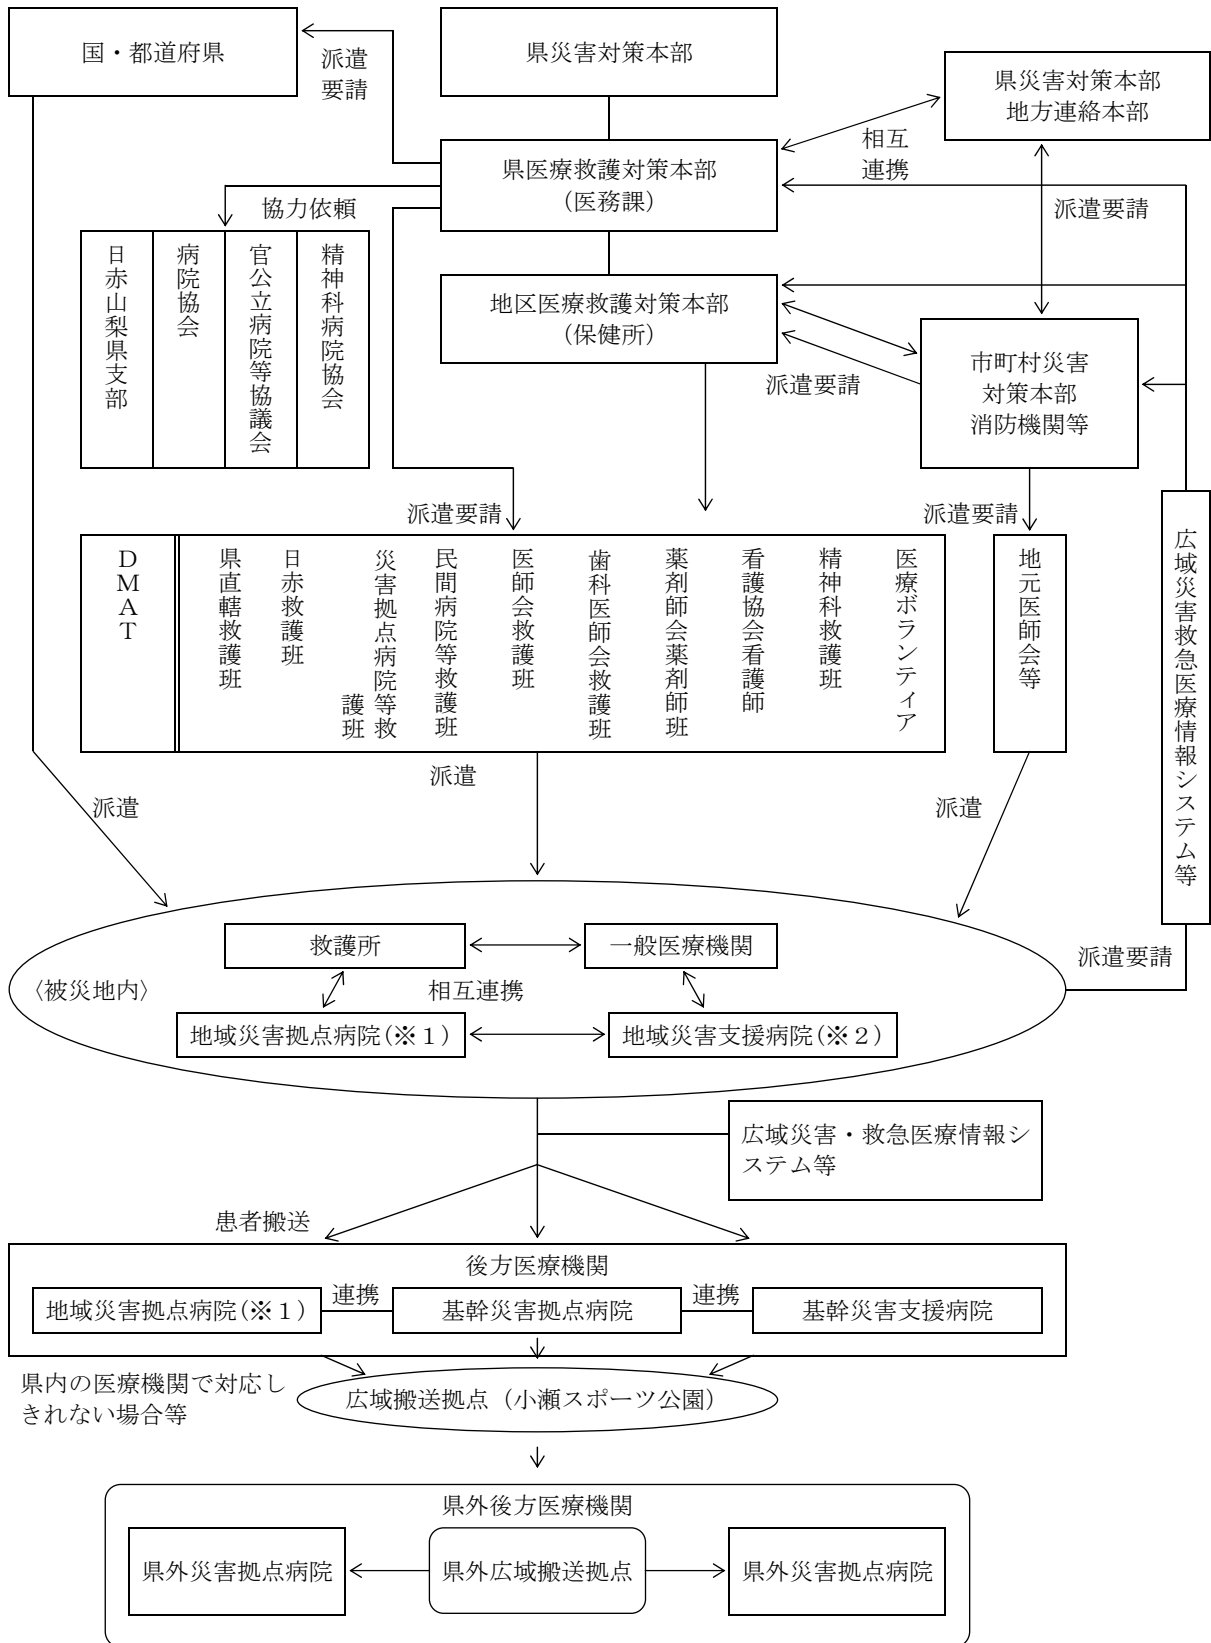 国・都道府県
派遣
要請
県災害対策本部
県災害対策本部
地方連絡本部
相互
連携
県医療救護対策本部
（医務課）
協力依頼
派遣要請
日赤山梨県支部
病院協会
官公立病院等協議会
精神科病院協会
地区医療救護対策本部
（保健所）
派遣要請
市町村災害
対策本部
消防機関等
派遣要請
派遣要請
ＤＭＡＴ
県直轄救護班
日赤救護班
災害拠点病院等救
護班
民間病院等救護班
医師会救護班
歯科医師会救護班
薬剤師会薬剤師班
看護協会看護師
精神科救護班
医療ボランティア
地元医師会等
広域災害救急医療情報システム等
派遣
派遣
派遣
救護所
一般医療機関
派遣要請
〈被災地内〉
相互連携
地域災害拠点病院（※１）
地域災害支援病院（※２）
広域災害・救急医療情報シ
ステム等
患者搬送
後方医療機関
地域災害拠点病院（※１）
連携
基幹災害拠点病院
連携
基幹災害支援病院
県内の医療機関で対応し
きれない場合等
広域搬送拠点（小瀬スポーツ公園）
県外後方医療機関
県外災害拠点病院
県外広域搬送拠点
県外災害拠点病院